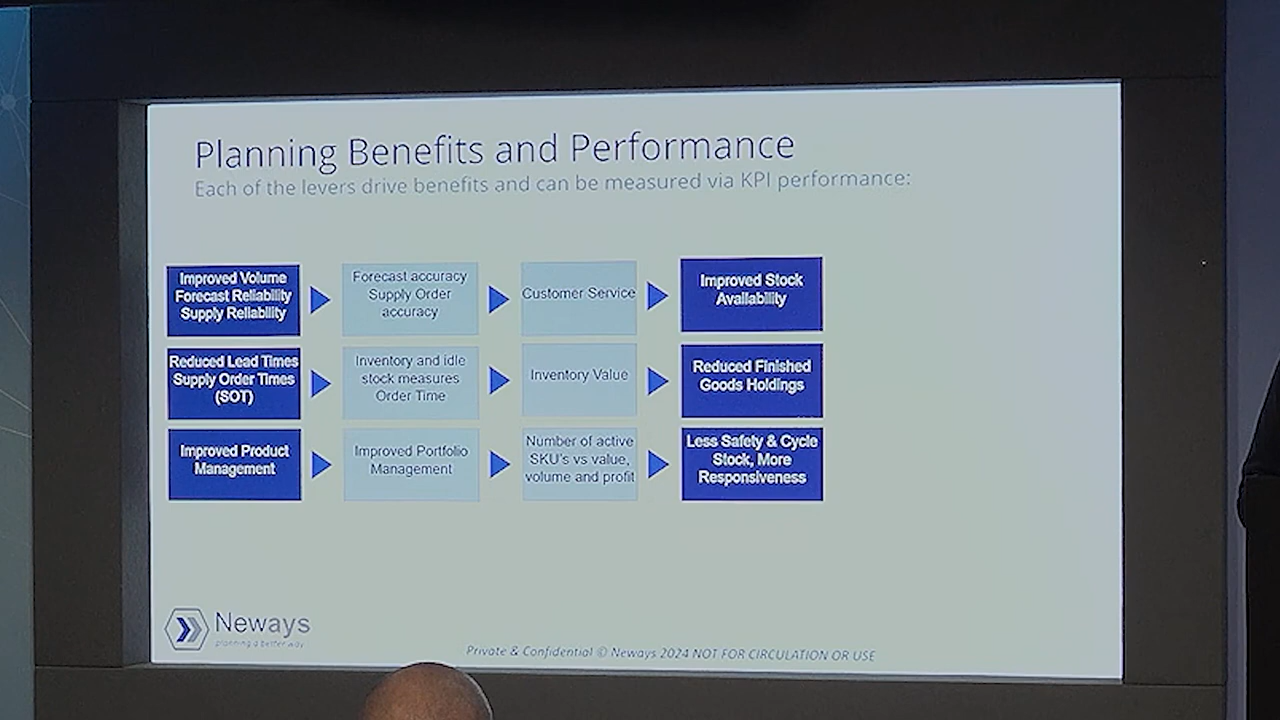 Planning Benefits and Performance
Each of the levers drive benefits and can be measured via KPI performance:
Improved Volume
Forecast Reliability
Supply Reliability
Forecast accuracy
Supply Order
accuracy
Customer Service
Improved Stock
Availability
Reduced Lead Times
Supply Order Times
(SOT)
Inventory and idle
stock measures
Order Time
Inventory Value
Reduced Finished
Goods Holdings
Improved Product
Management
Improved Portfolio
Management
Number of active
SKU's vs value,
volume and profit
Less Safety & Cycle
Stock, More
Responsiveness
Neways
planning a better way
Private & Confidential © Neways 2024 NOT FOR CIRCULATION OR USE